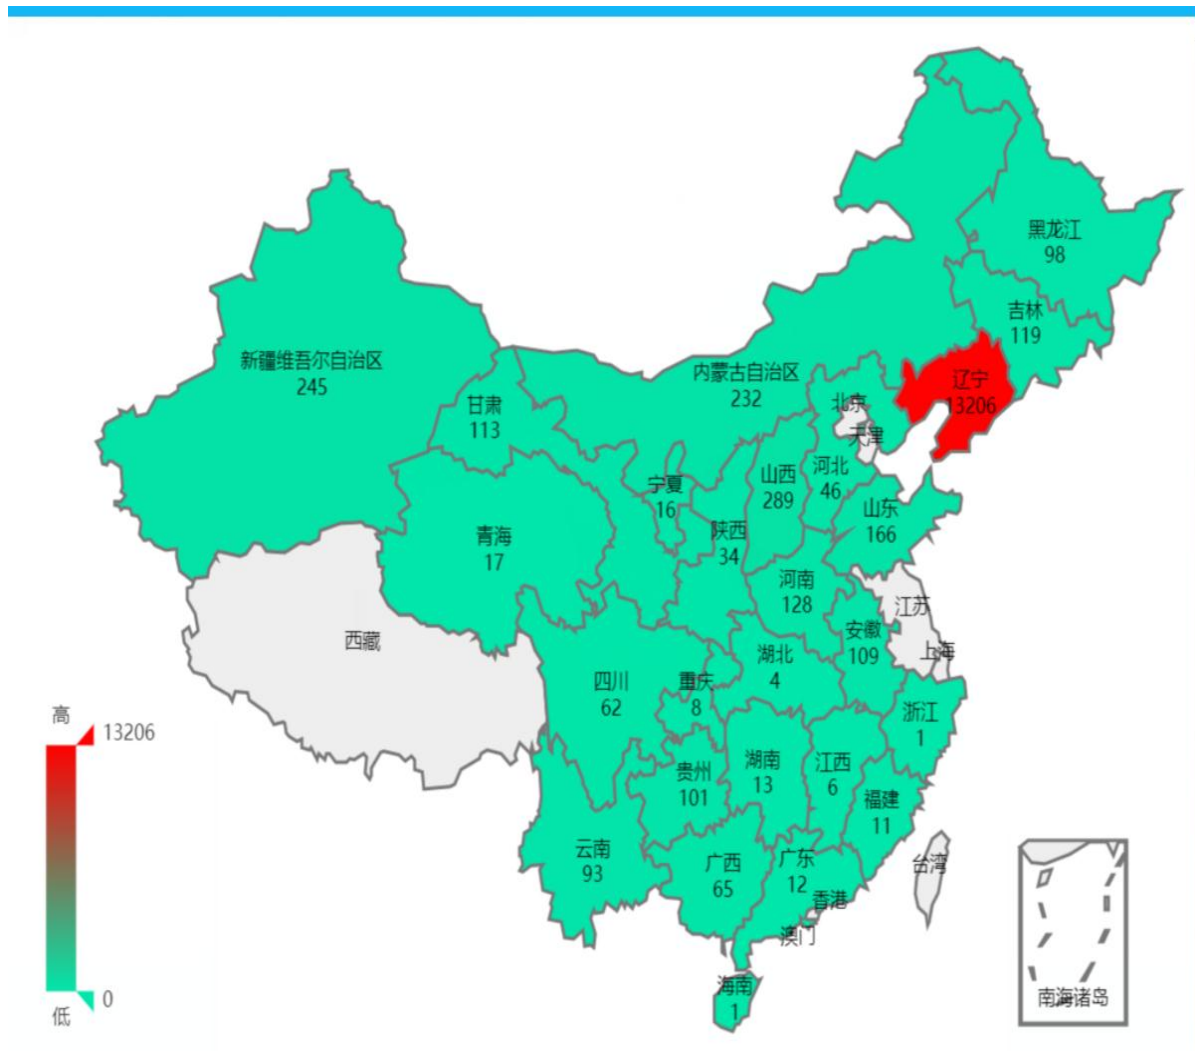 黑龙江
98
吉林
119
新疆维吾尔自治区
245
内蒙古自治区
232
辽宁
13206
甘肃
113
北京
天津
宁夏
16
山西
289
河北
46
山东
166
青海
17
陕西
34
河南
128
江苏
安徽
109
上海
西藏
湖北
4
四川
62
重庆
8
浙江
1
高
13206
贵州
101
湖南
13
江西
6
福建
11
云南
93
广西
65
广东
12
台湾
香港
澳门
海南
1
南海诸岛
0
低